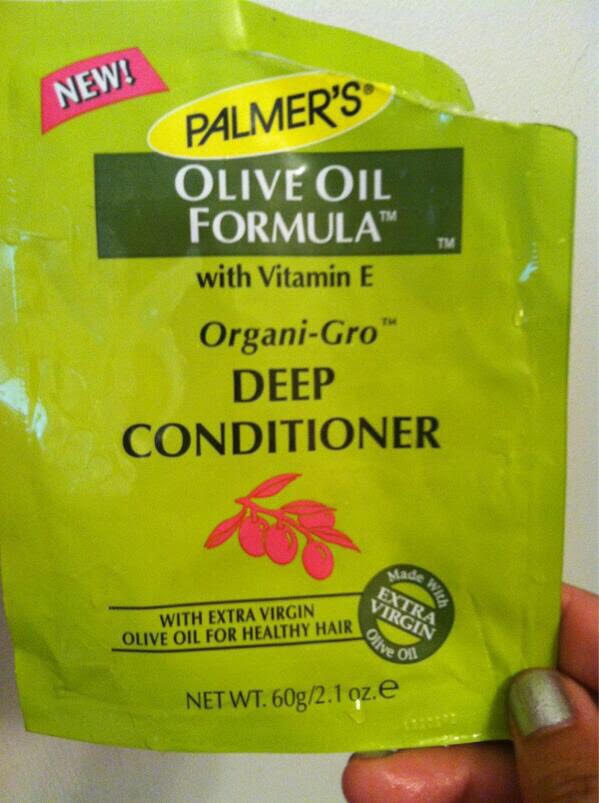 NEW!
PALMER'S®
OLIVE OIL
FORMULA™
TM
with Vitamin E
Organi-Gro™
DEEP
CONDITIONER
WITH EXTRA VIRGIN
OLIVE OIL FOR HEALTHY HAIR
Made With
EXTRA
VIRGIN
Olive Oil
NET WT. 60g/2.1 oz.e